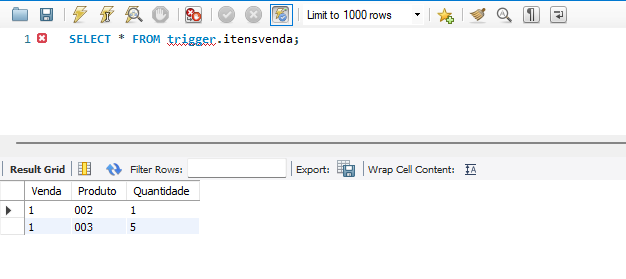 Limit to 1000 rows
1 SELECT * FROM trigger.itensvenda;
Result Grid Filter Rows: Export: Wrap Cell Content:
Venda Produto Quantidade
1 002 1
1 003 5